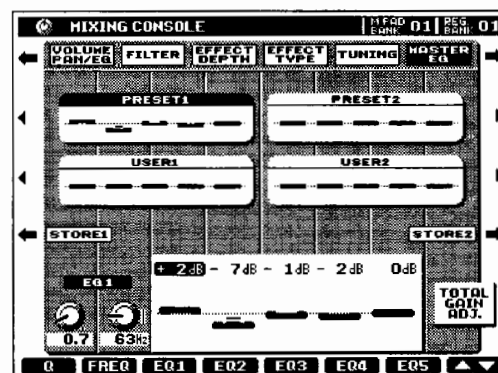 MIXING CONSOLE
M.PAD BANK 01
REG. BANK 01
VOLUME PAN/EQ
FILTER
EFFECT DEPTH
EFFECT TYPE
TUNING
MASTER EQ
PRESET1
PRESET2
USER1
USER2
STORE1
STORE2
EQ1
+ 2dB - 7dB - 1dB - 2dB 0dB
0.7
63Hz
TOTAL GAIN ADJ.
Q FREQ EQ1 EQ2 EQ3 EQ4 EQ5